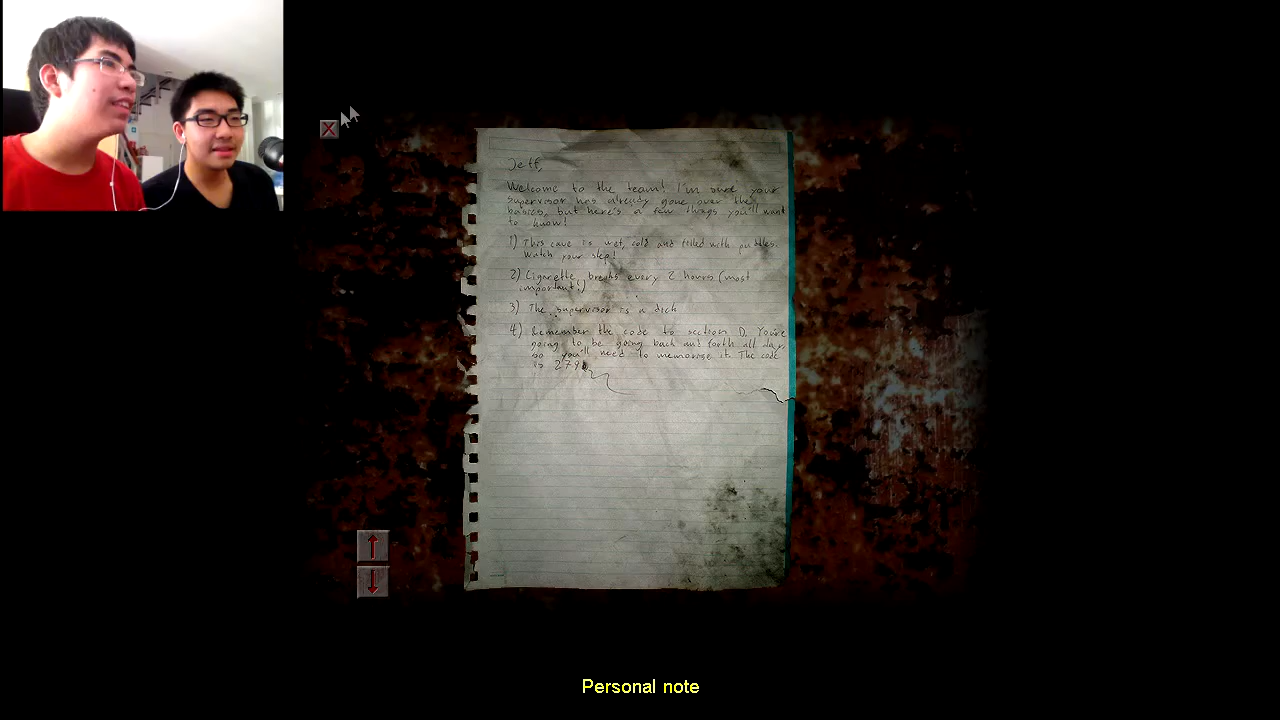 Jeff,
Welcome to the team! I'm sure your
supervisor has already gone over the
basics, but here's a few things you'll want
to know!
1) This cave is wet, cold and filled with puddles.
Watch your step!
2) Cigarette breaks every 2 hours (most
important!)
3) The supervisor is a dick
4) Remember the code to section D. You're
going to be going back and forth all day,
so you'll need to memorise it. The code
is 279
Personal note